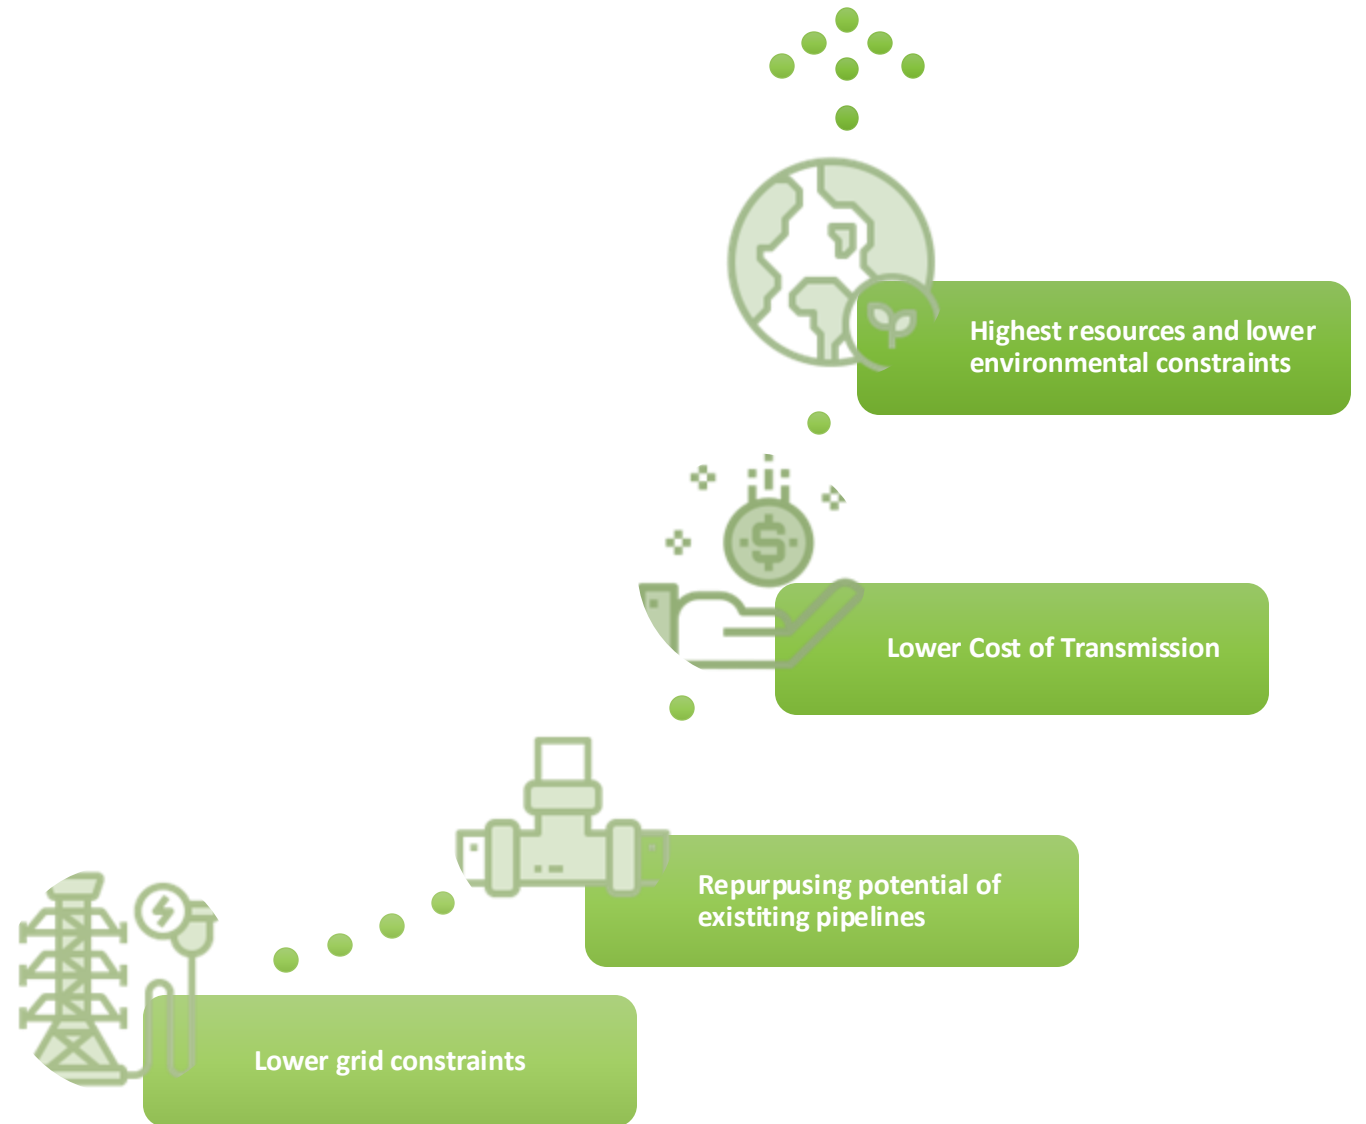 Highest resources and lower
environmental constraints
$
Lower Cost of Transmission
Repurpusing potential of
existiting pipelines
Lower grid constraints